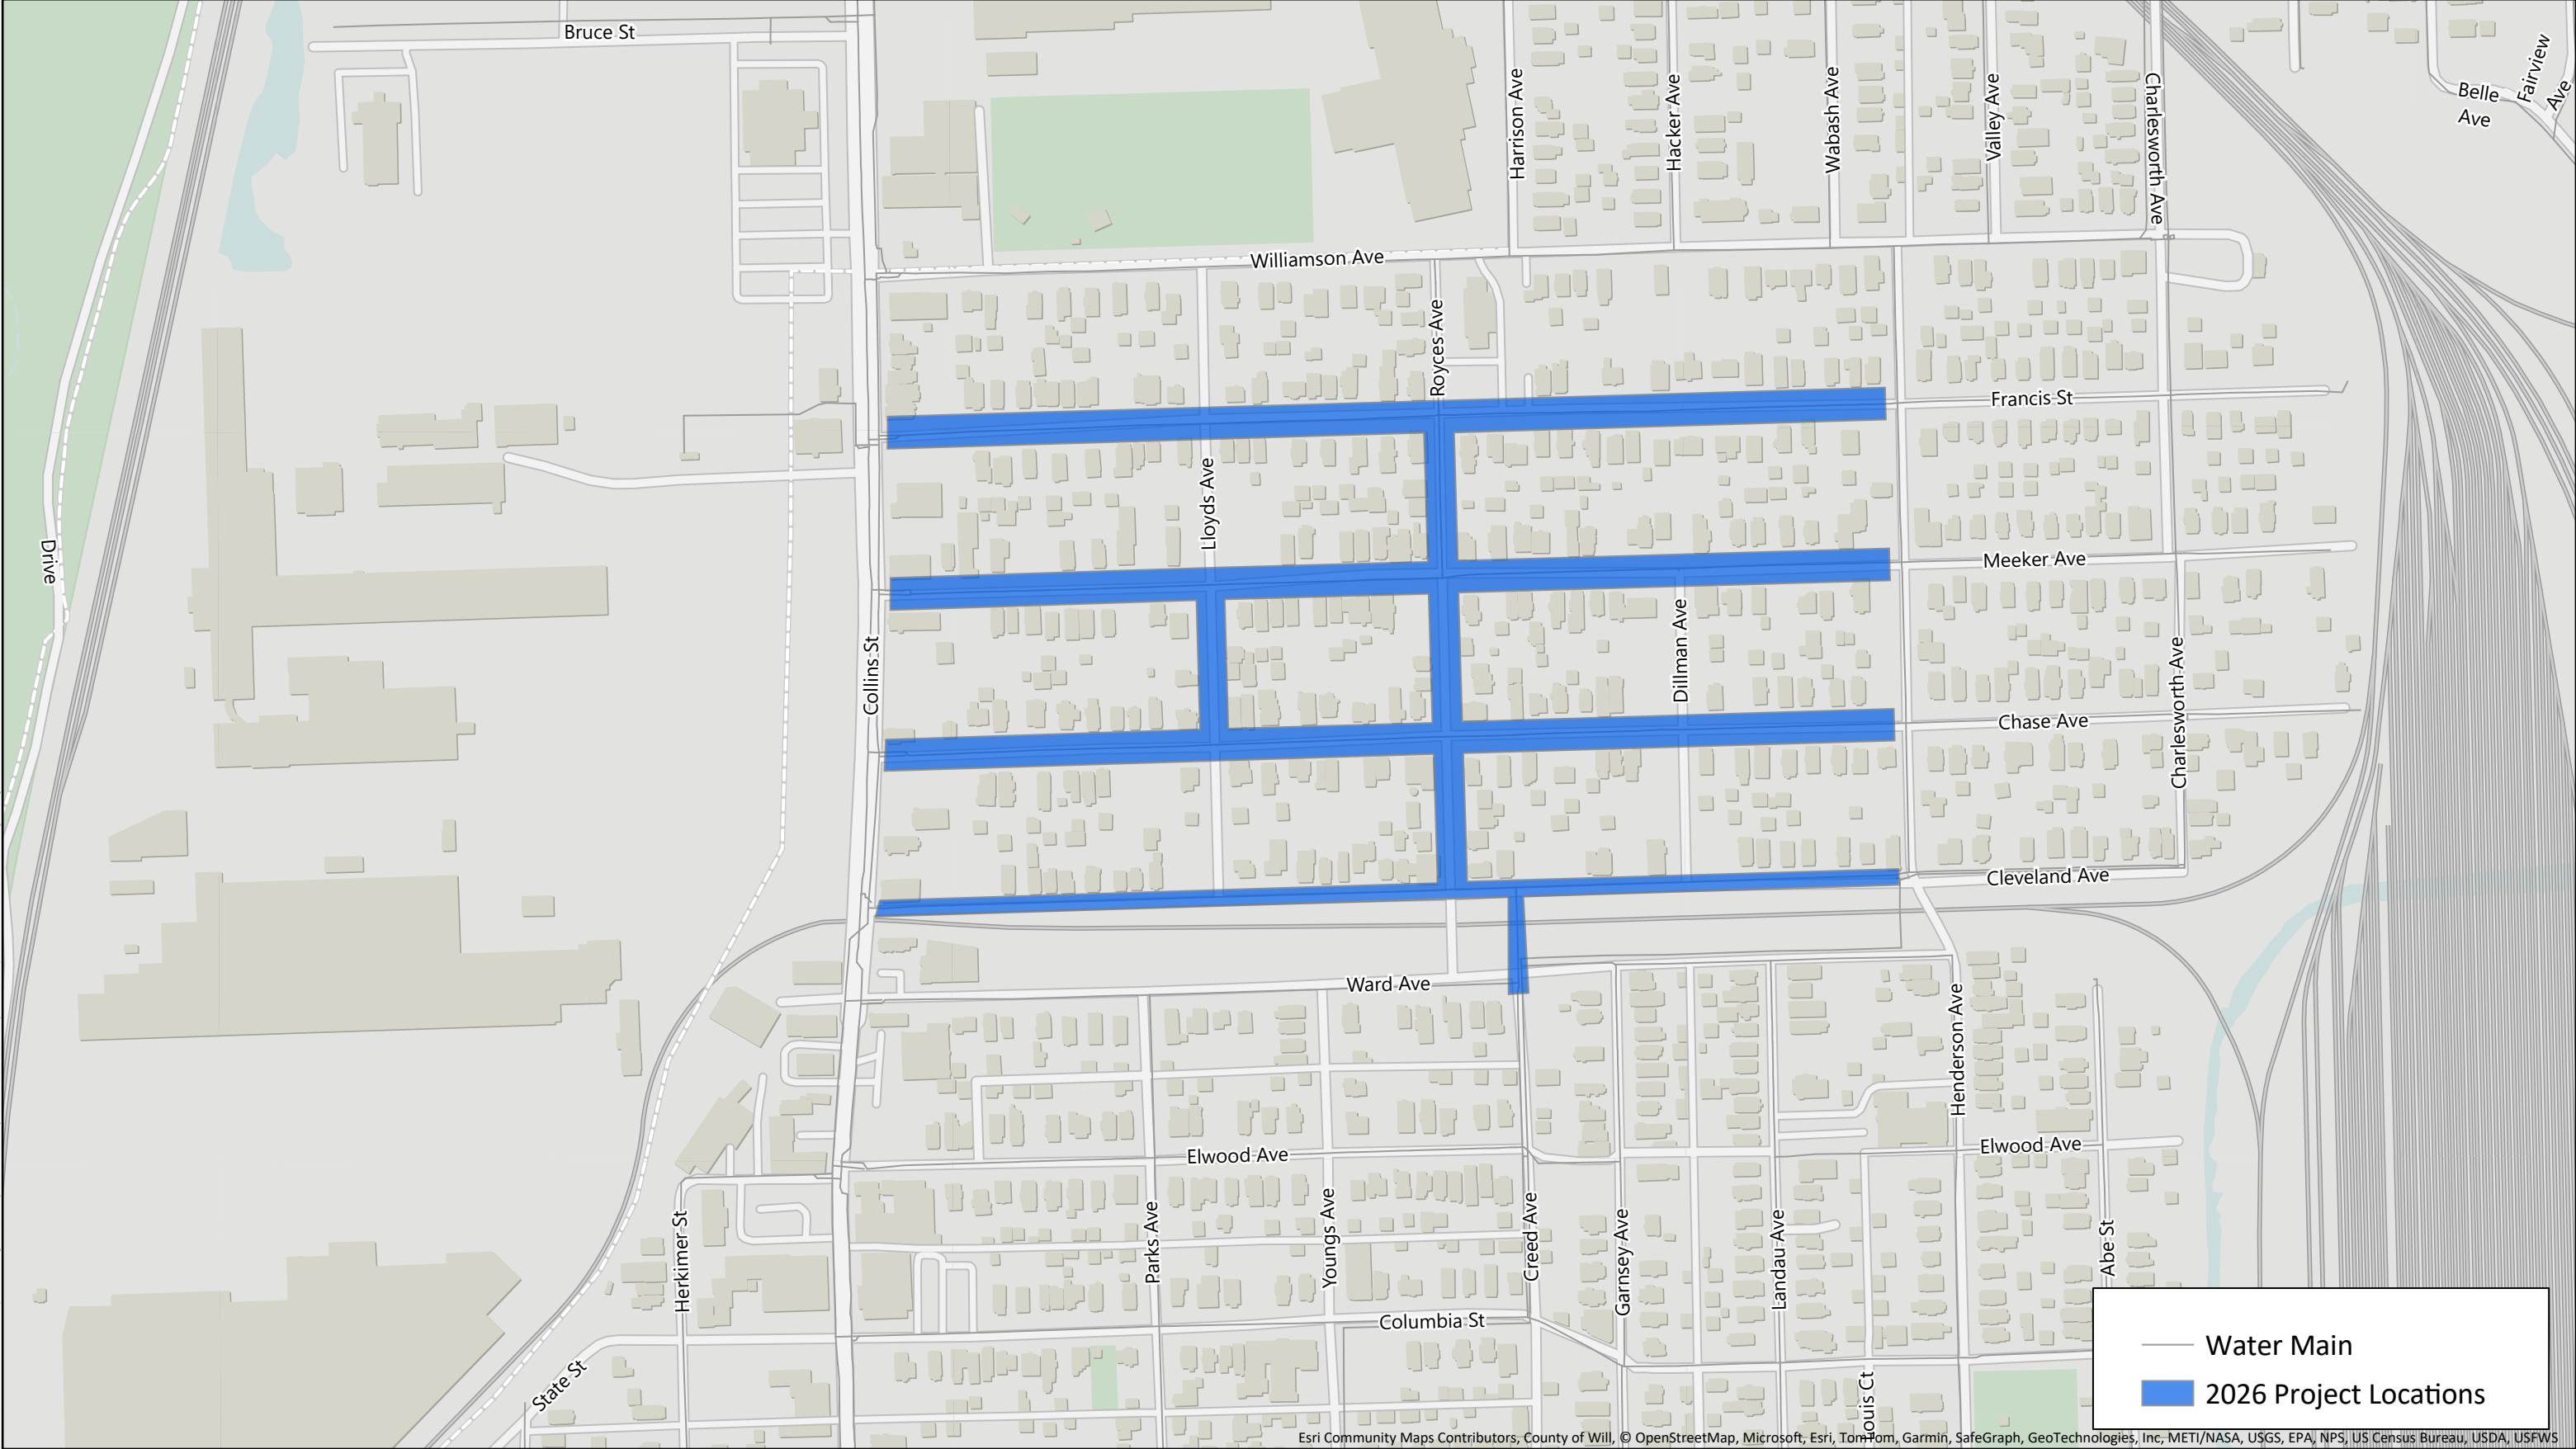 Bruce St
Harrison Ave
Hacker Ave
Wabash Ave
Valley Ave
Charlesworth Ave
Belle
Ave
Fairview
Ave
Williamson Ave
Royces Ave
Francis St
Lloyds Ave
Drive
Meeker Ave
Collins St
Dillman Ave
Charlesworth Ave
Chase Ave
Cleveland Ave
Ward Ave
Henderson Ave
Elwood Ave
Elwood Ave
Herkimer St
Parks Ave
Youngs Ave
Creed Ave
Garnsey Ave
Landau Ave
Abe St
Columbia St
State St
Louis Ct
Water Main
2026 Project Locations
Esri Community Maps Contributors, County of Will, © OpenStreetMap, Microsoft, Esri, TomTom, Garmin, SafeGraph, GeoTechnologies, Inc, METI/NASA, USGS, EPA, NPS, US Census Bureau, USDA, USFWS